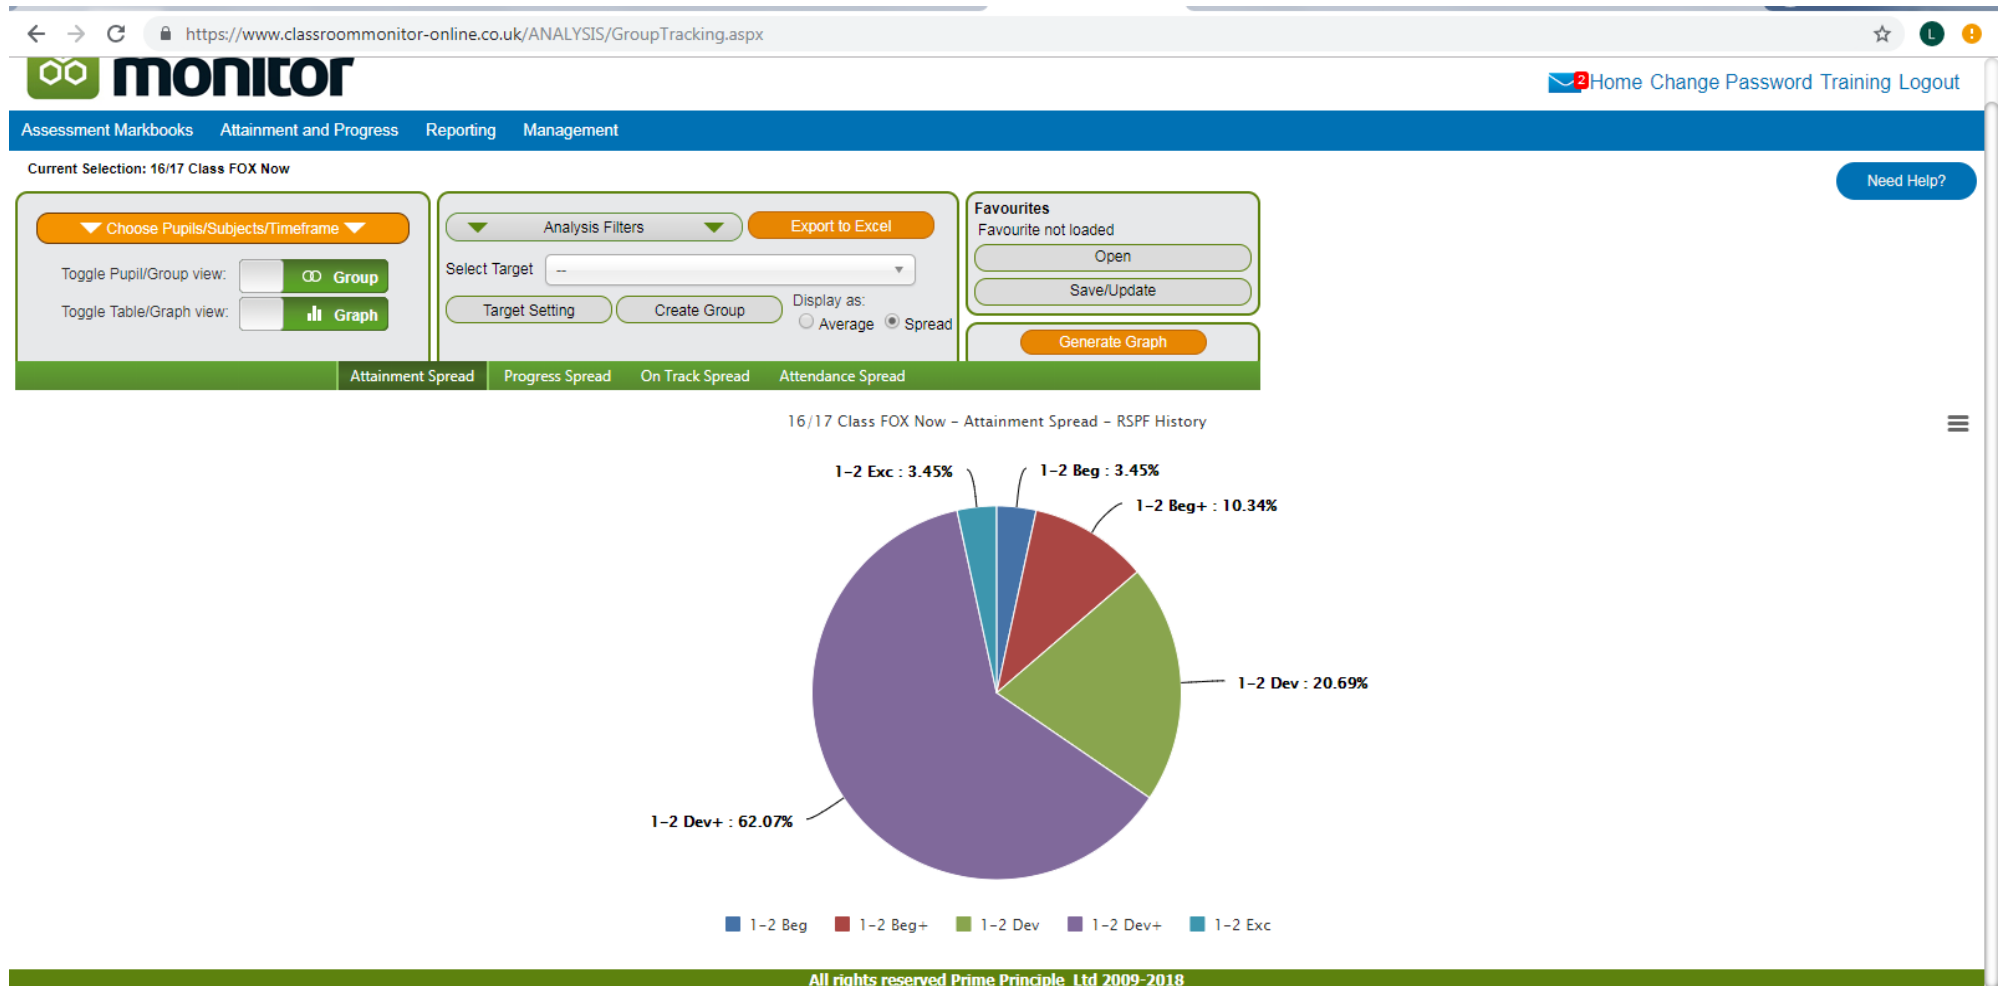 https://www.classroommonitor-online.co.uk/ANALYSIS/GroupTracking.aspx
L
monitor
2 Home Change Password Training Logout
Assessment Markbooks Attainment and Progress Reporting Management
Current Selection: 16/17 Class FOX Now
Need Help?
Choose Pupils/Subjects/Timeframe
Toggle Pupil/Group view: Group
Toggle Table/Graph view: Graph
Analysis Filters Export to Excel
Select Target --
Target Setting Create Group Display as:
Average Spread
Favourites
Favourite not loaded
Open
Save/Update
Generate Graph
Attainment Spread Progress Spread On Track Spread Attendance Spread
16/17 Class FOX Now - Attainment Spread - RSPF History
1-2 Exc : 3.45%
1-2 Beg : 3.45%
1-2 Beg+ : 10.34%
1-2 Dev : 20.69%
1-2 Dev+ : 62.07%
1-2 Beg 1-2 Beg+ 1-2 Dev 1-2 Dev+ 1-2 Exc
All rights reserved Prime Principle Ltd 2009-2018